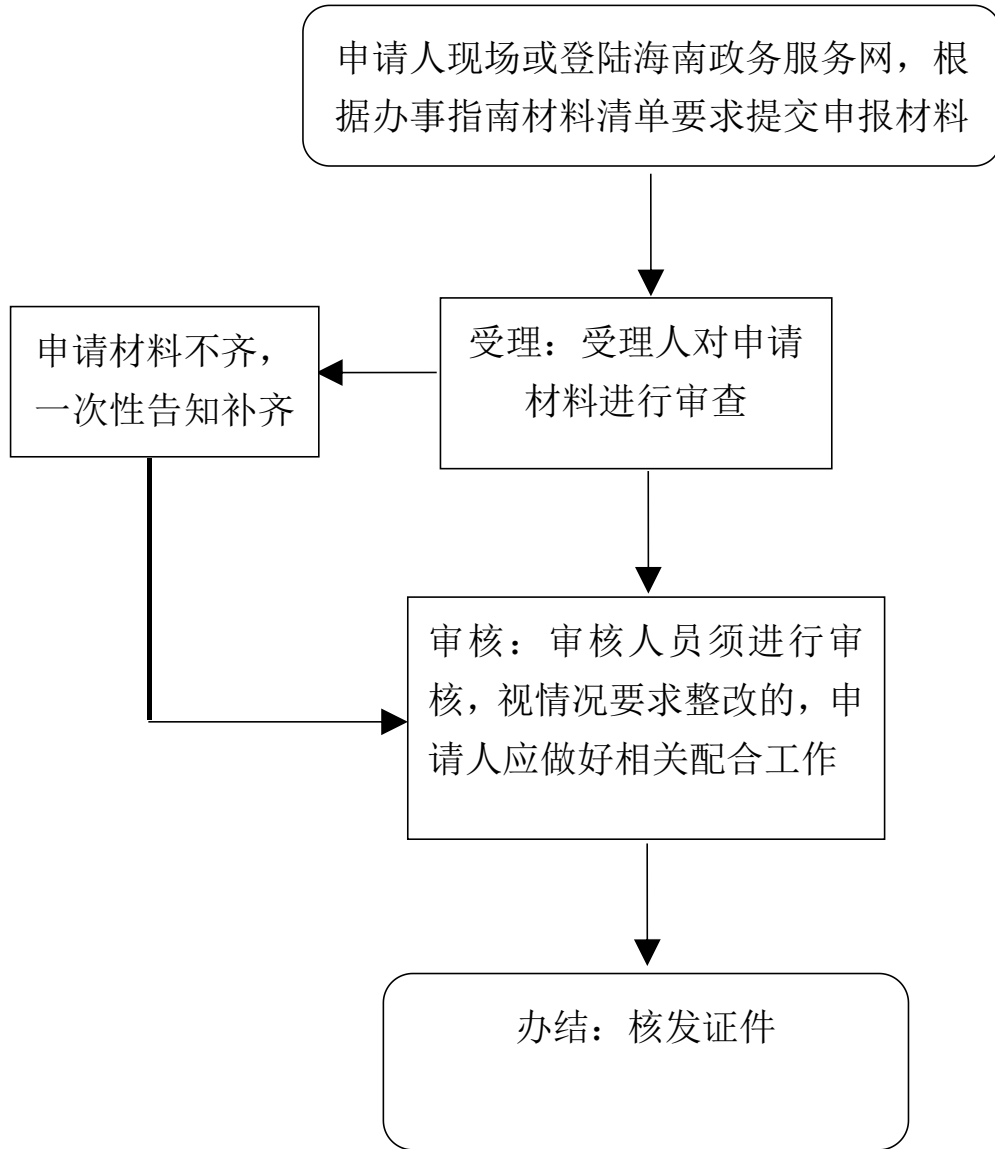 申请人现场或登陆海南政务服务网，根
据办事指南材料清单要求提交申报材料
申请材料不齐，
一次性告知补齐
受理：受理人对申请
材料进行审查
审核：审核人员须进行审
核，视情况要求整改的，申
请人应做好相关配合工作
办结：核发证件